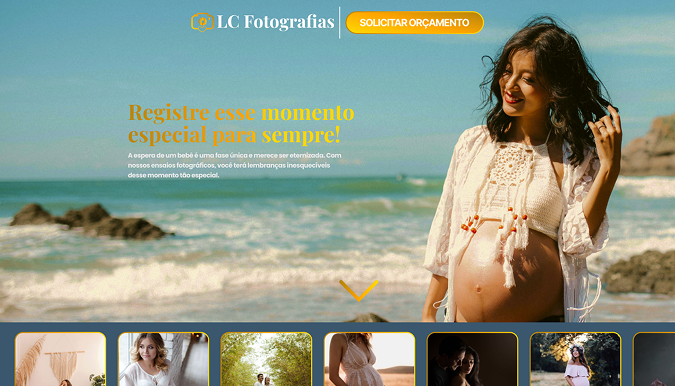 LC Fotografias
SOLICITAR ORÇAMENTO
Registre esse momento
especial para sempre!
A espera de um bebê é uma fase única e merece ser eternizada. Com
nossos ensaios fotográficos, você terá lembranças inesquecíveis
desse momento tão especial.